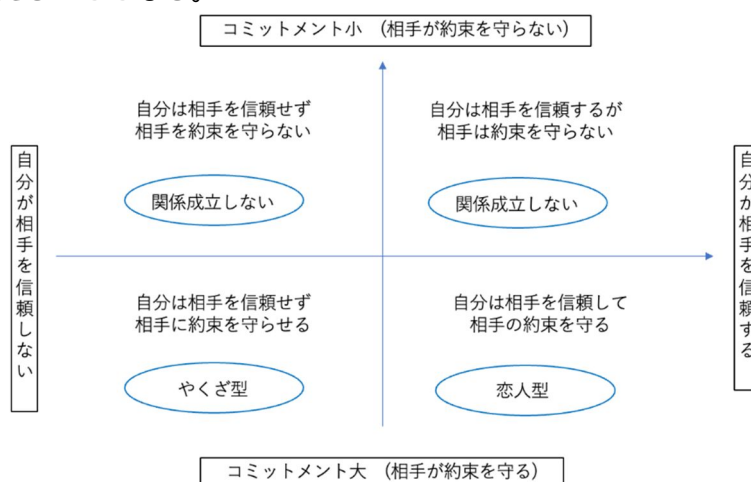 コミットメント小 (相手が約束を守らない)
自分は相手を信頼せず
相手を約束を守らない
自分は相手を信頼するが
相手は約束を守らない
関係成立しない
関係成立しない
自分が相手を信頼しない
自分が相手を信頼する
自分は相手を信頼せず
相手に約束を守らせる
自分は相手を信頼して
相手の約束を守る
やくざ型
恋人型
コミットメント大 (相手が約束を守る)